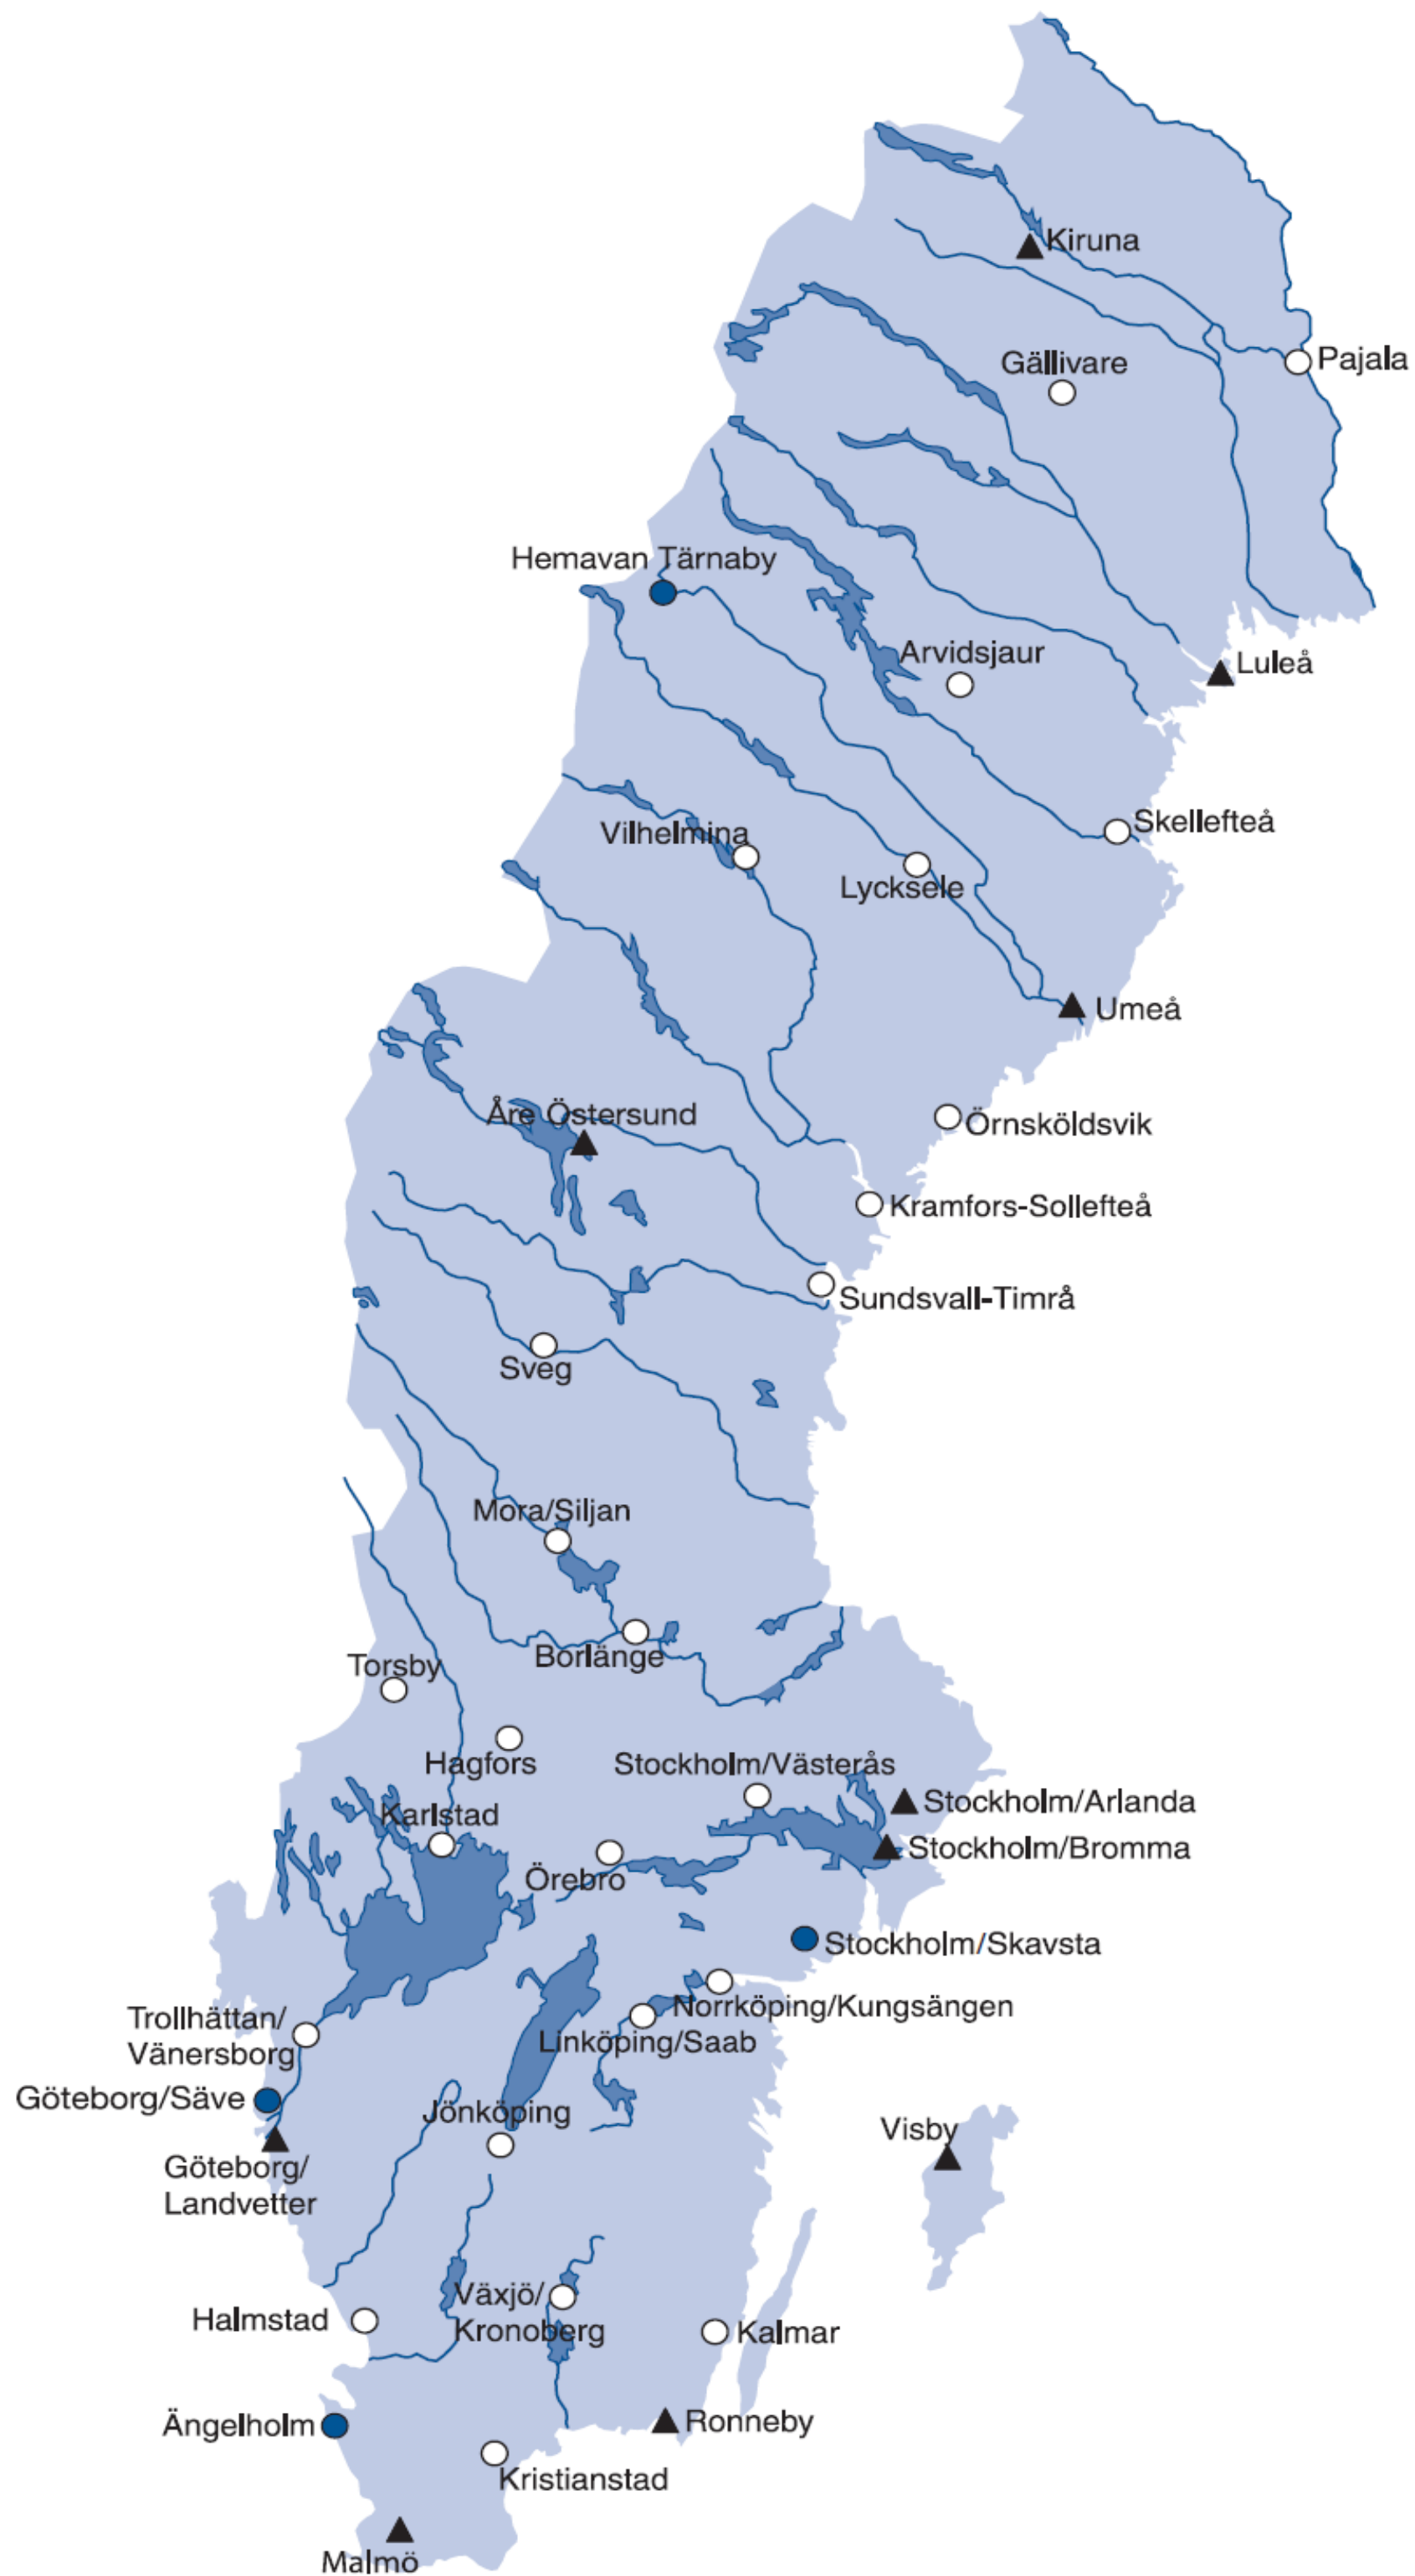 Kiruna
Pajala
Gällivare
Hemavan Tärnaby
Arvidsjaur
Luleå
Skellefteå
Vilhelmina
Lycksele
Umeå
Åre Östersund
Örnsköldsvik
Kramfors-Sollefteå
Sundsvall-Timrå
Sveg
Mora/Siljan
Borlänge
Torsby
Hagfors
Stockholm/Västerås
Stockholm/Arlanda
Karlstad
Stockholm/Bromma
Örebro
Stockholm/Skavsta
Norrköping/Kungsängen
Trollhättan/
Vänersborg
Linköping/Saab
Göteborg/Säve
Jönköping
Visby
Göteborg/
Landvetter
Växjö/
Kronoberg
Halmstad
Kalmar
Ängelholm
Ronneby
Kristianstad
Malmö